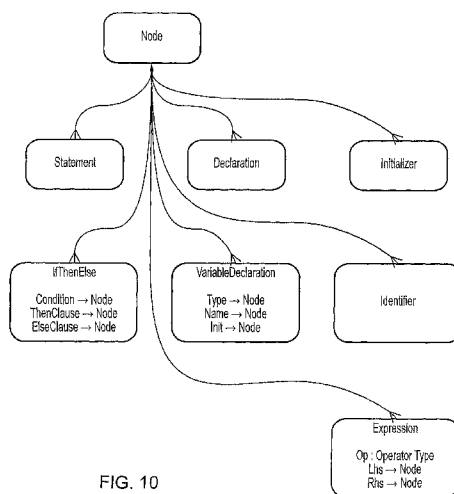 Node
Statement
Declaration
Initializer
IfThenElse
Condition → Node
ThenClause → Node
ElseClause → Node
VariableDeclaration
Type → Node
Name → Node
Init → Node
Identifier
Expression
Op : Operator Type
Lhs → Node
Rhs → Node
FIG. 10